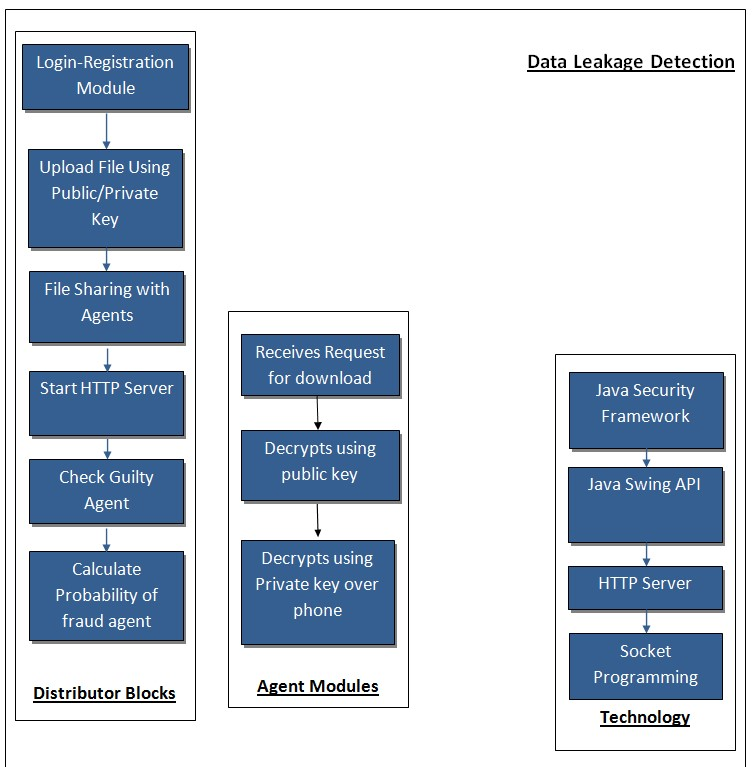 Data Leakage Detection
Login-Registration
Module
Upload File Using
Public/Private
Key
File Sharing with
Agents
Start HTTP Server
Check Guilty
Agent
Calculate
Probability of
fraud agent
Distributor Blocks
Receives Request
for download
Decrypts using
public key
Decrypts using
Private key over
phone
Agent Modules
Java Security
Framework
Java Swing API
HTTP Server
Socket
Programming
Technology